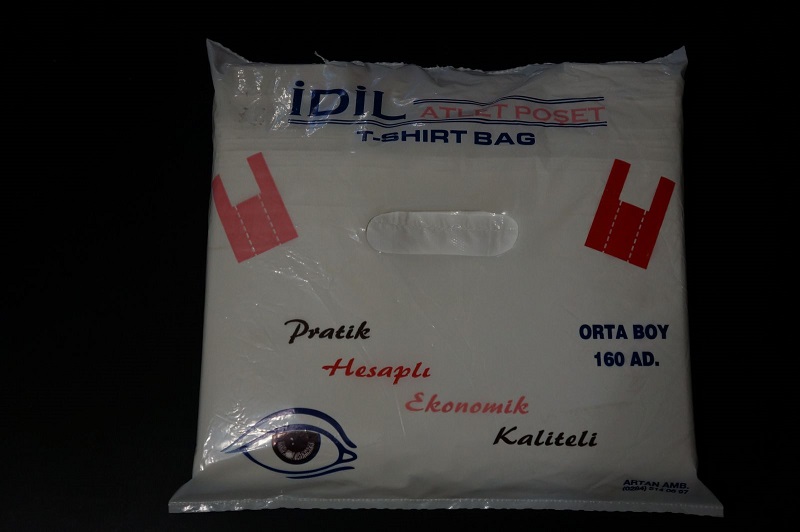 İDİL ATLET POŞET
T-SHIRT BAG
Pratik
Hesaplı
Ekonomik
Kaliteli
ORTA BOY
160 AD.
ARTAN AMB.